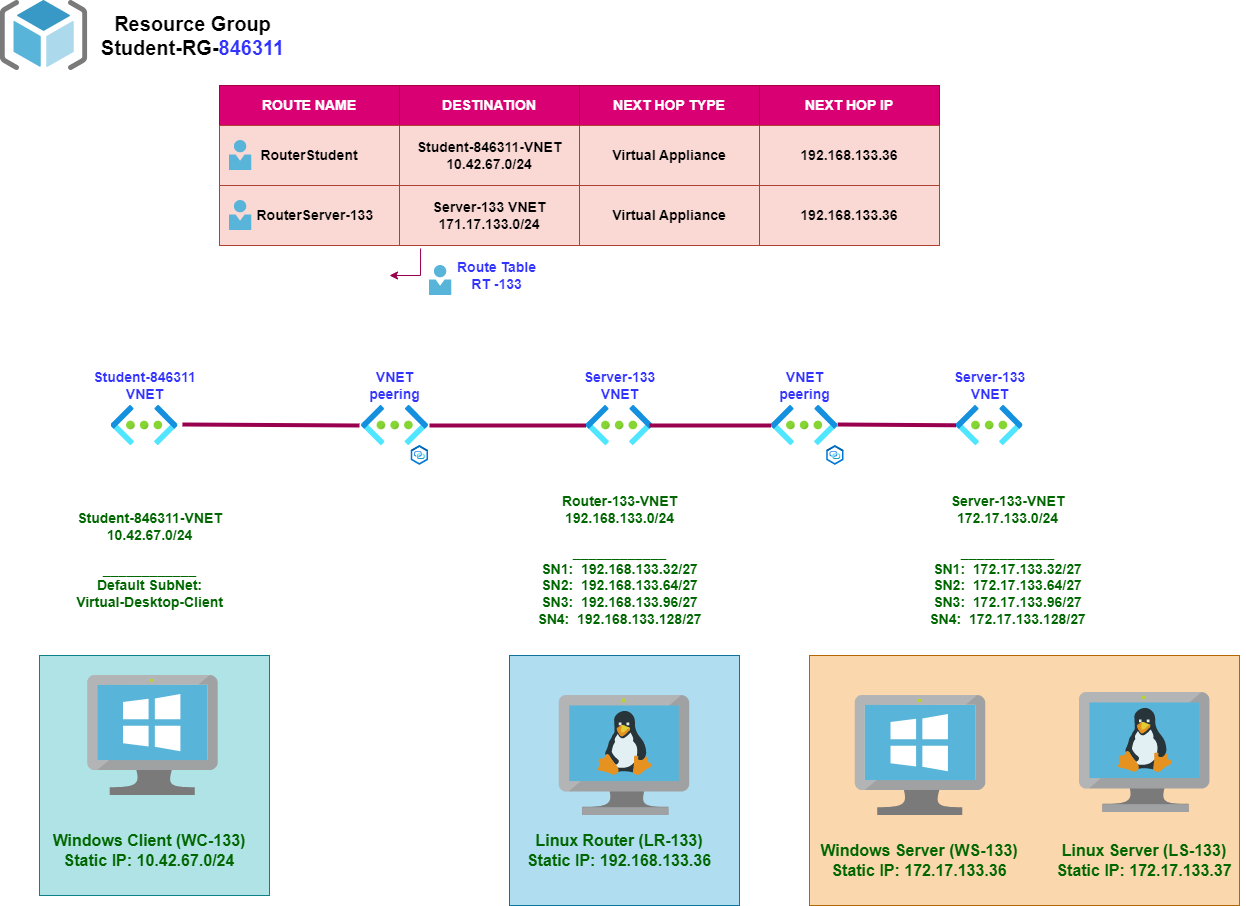 Resource Group
Student-RG-846311
ROUTE NAME
DESTINATION
NEXT HOP TYPE
NEXT HOP IP
RouterStudent
Student-846311-VNET
10.42.67.0/24
Virtual Appliance
192.168.133.36
RouterServer-133
Server-133 VNET
171.17.133.0/24
Virtual Appliance
192.168.133.36
Route Table
RT -133
Student-846311
VNET
VNET
peering
Server-133
VNET
VNET
peering
Server-133
VNET
Student-846311-VNET
10.42.67.0/24
____________
Default SubNet:
Virtual-Desktop-Client
Router-133-VNET
192.168.133.0/24
____________
SN1: 192.168.133.32/27
SN2: 192.168.133.64/27
SN3: 192.168.133.96/27
SN4: 192.168.133.128/27
Server-133-VNET
172.17.133.0/24
____________
SN1: 172.17.133.32/27
SN2: 172.17.133.64/27
SN3: 172.17.133.96/27
SN4: 172.17.133.128/27
Windows Client (WC-133)
Static IP: 10.42.67.0/24
Linux Router (LR-133)
Static IP: 192.168.133.36
Windows Server (WS-133)
Static IP: 172.17.133.36
Linux Server (LS-133)
Static IP: 172.17.133.37